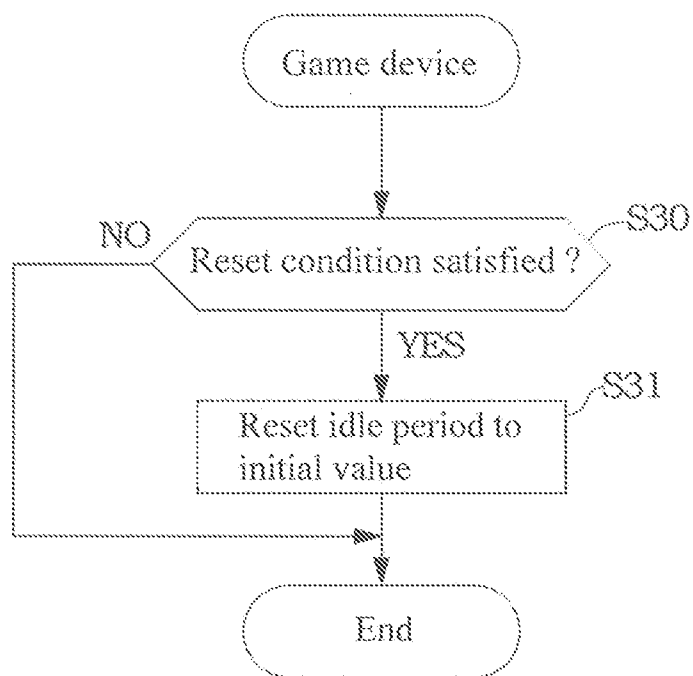 Game device
NO
S30
Reset condition satisfied ?
YES
S31
Reset idle period to
initial value
End